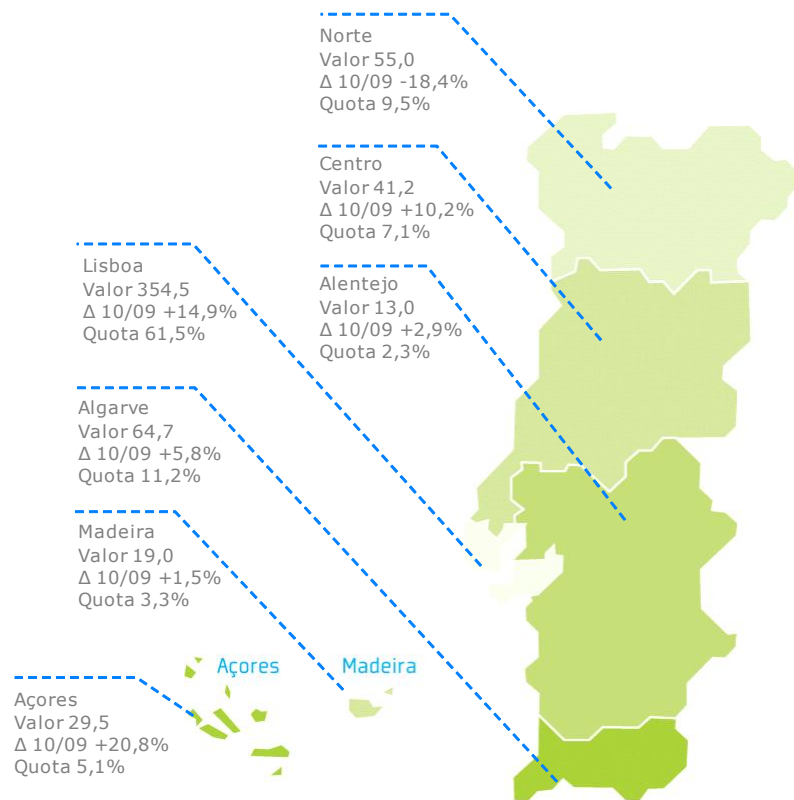 Norte
Valor 55,0
Δ 10/09 -18,4%
Quota 9,5%
Centro
Valor 41,2
Δ 10/09 +10,2%
Quota 7,1%
Lisboa
Valor 354,5
Δ 10/09 +14,9%
Quota 61,5%
Alentejo
Valor 13,0
Δ 10/09 +2,9%
Quota 2,3%
Algarve
Valor 64,7
Δ 10/09 +5,8%
Quota 11,2%
Madeira
Valor 19,0
Δ 10/09 +1,5%
Quota 3,3%
Açores
Madeira
Açores
Valor 29,5
Δ 10/09 +20,8%
Quota 5,1%